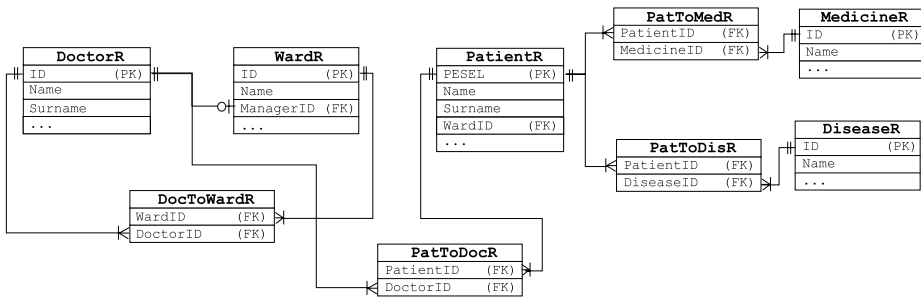 DoctorR
ID (PK)
Name
Surname
...
WardR
ID (PK)
Name
ManagerID (FK)
...
PatientR
PESEL (PK)
Name
Surname
WardID (FK)
...
PatToMedR
PatientID (FK)
MedicineID (FK)
MedicineR
ID (PK)
Name
...
PatToDisR
PatientID (FK)
DiseaseID (FK)
DiseaseR
ID (PK)
Name
...
DocToWardR
WardID (FK)
DoctorID (FK)
PatToDocR
PatientID (FK)
DoctorID (FK)